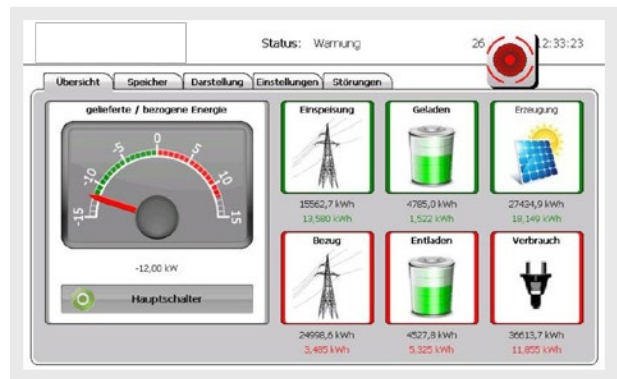 Status: Warnung
26 12:33:23
Übersicht Speicher Darstellung Einstellungen Störungen
gelieferte / bezogene Energie
-15 -10 -5 0 5 10 15
-12,00 kW
Hauptschalter
Einspeisung Geladen Erzeugung
15562,7 kWh 4785,0 kWh 27434,9 kWh
13,580 kWh 1,522 kWh 18,149 kWh
Bezug Entladen Verbrauch
24998,6 kWh 4527,8 kWh 36613,7 kWh
3,485 kWh 5,325 kWh 11,855 kWh